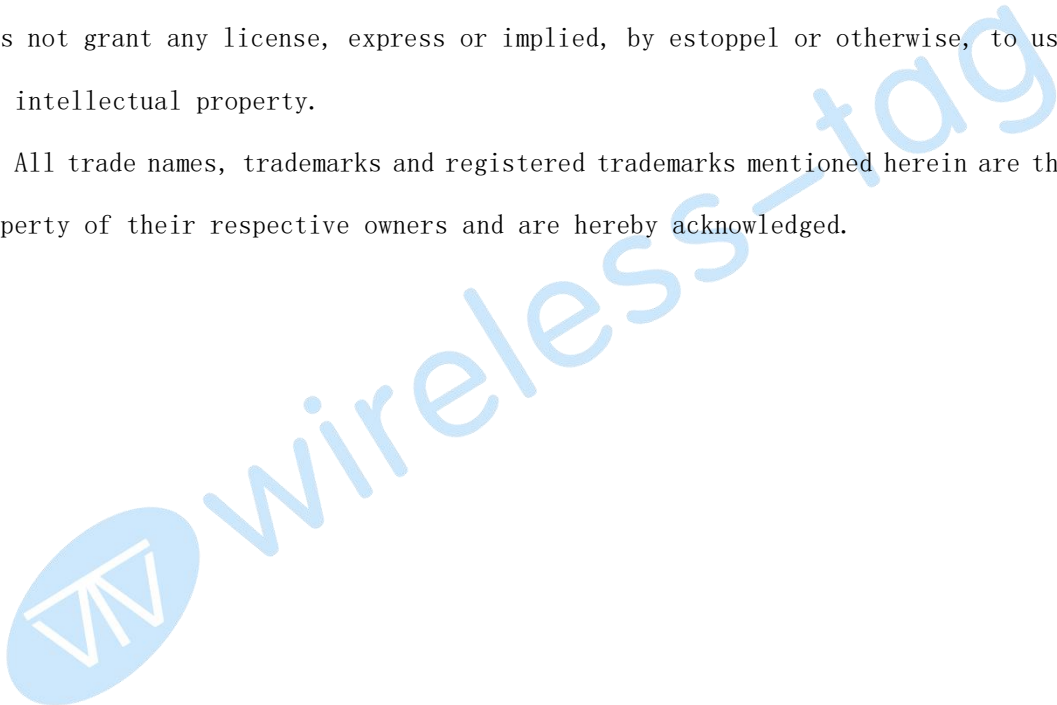 s not grant any license, express or implied, by estoppel or otherwise, to us
intellectual property.
All trade names, trademarks and registered trademarks mentioned herein are th
perty of their respective owners and are hereby acknowledged.
wireless-tag